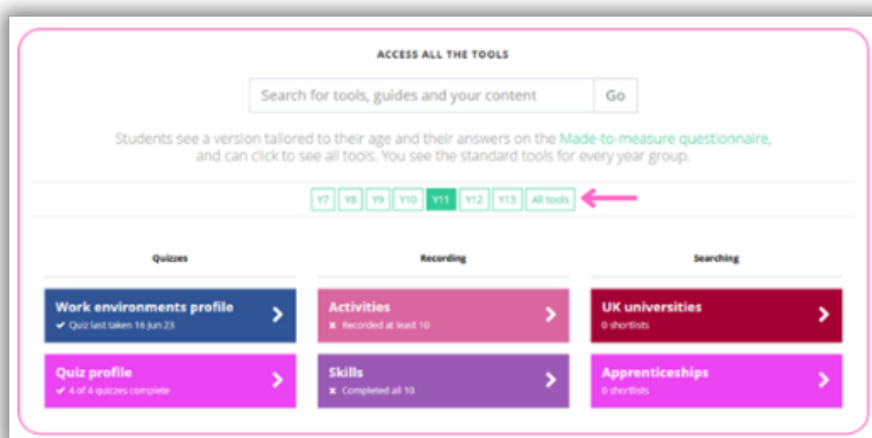 ACCESS ALL THE TOOLS
Search for tools, guides and your content
Go
Students see a version tailored to their age and their answers on the Made-to-measure questionnaire,
and can click to see all tools. You see the standard tools for every year group.
Y7 Y8 Y9 Y10 Y11 Y12 Y13 All tools
Quizzes
Recording
Searching
Work environments profile
✔ Quiz last taken 16 Jun 23
Activities
✖ Recorded at least 10
UK universities
0 shortlists
Quiz profile
✔ 4 of 4 quizzes complete
Skills
✖ Completed all 10
Apprenticeships
0 shortlists